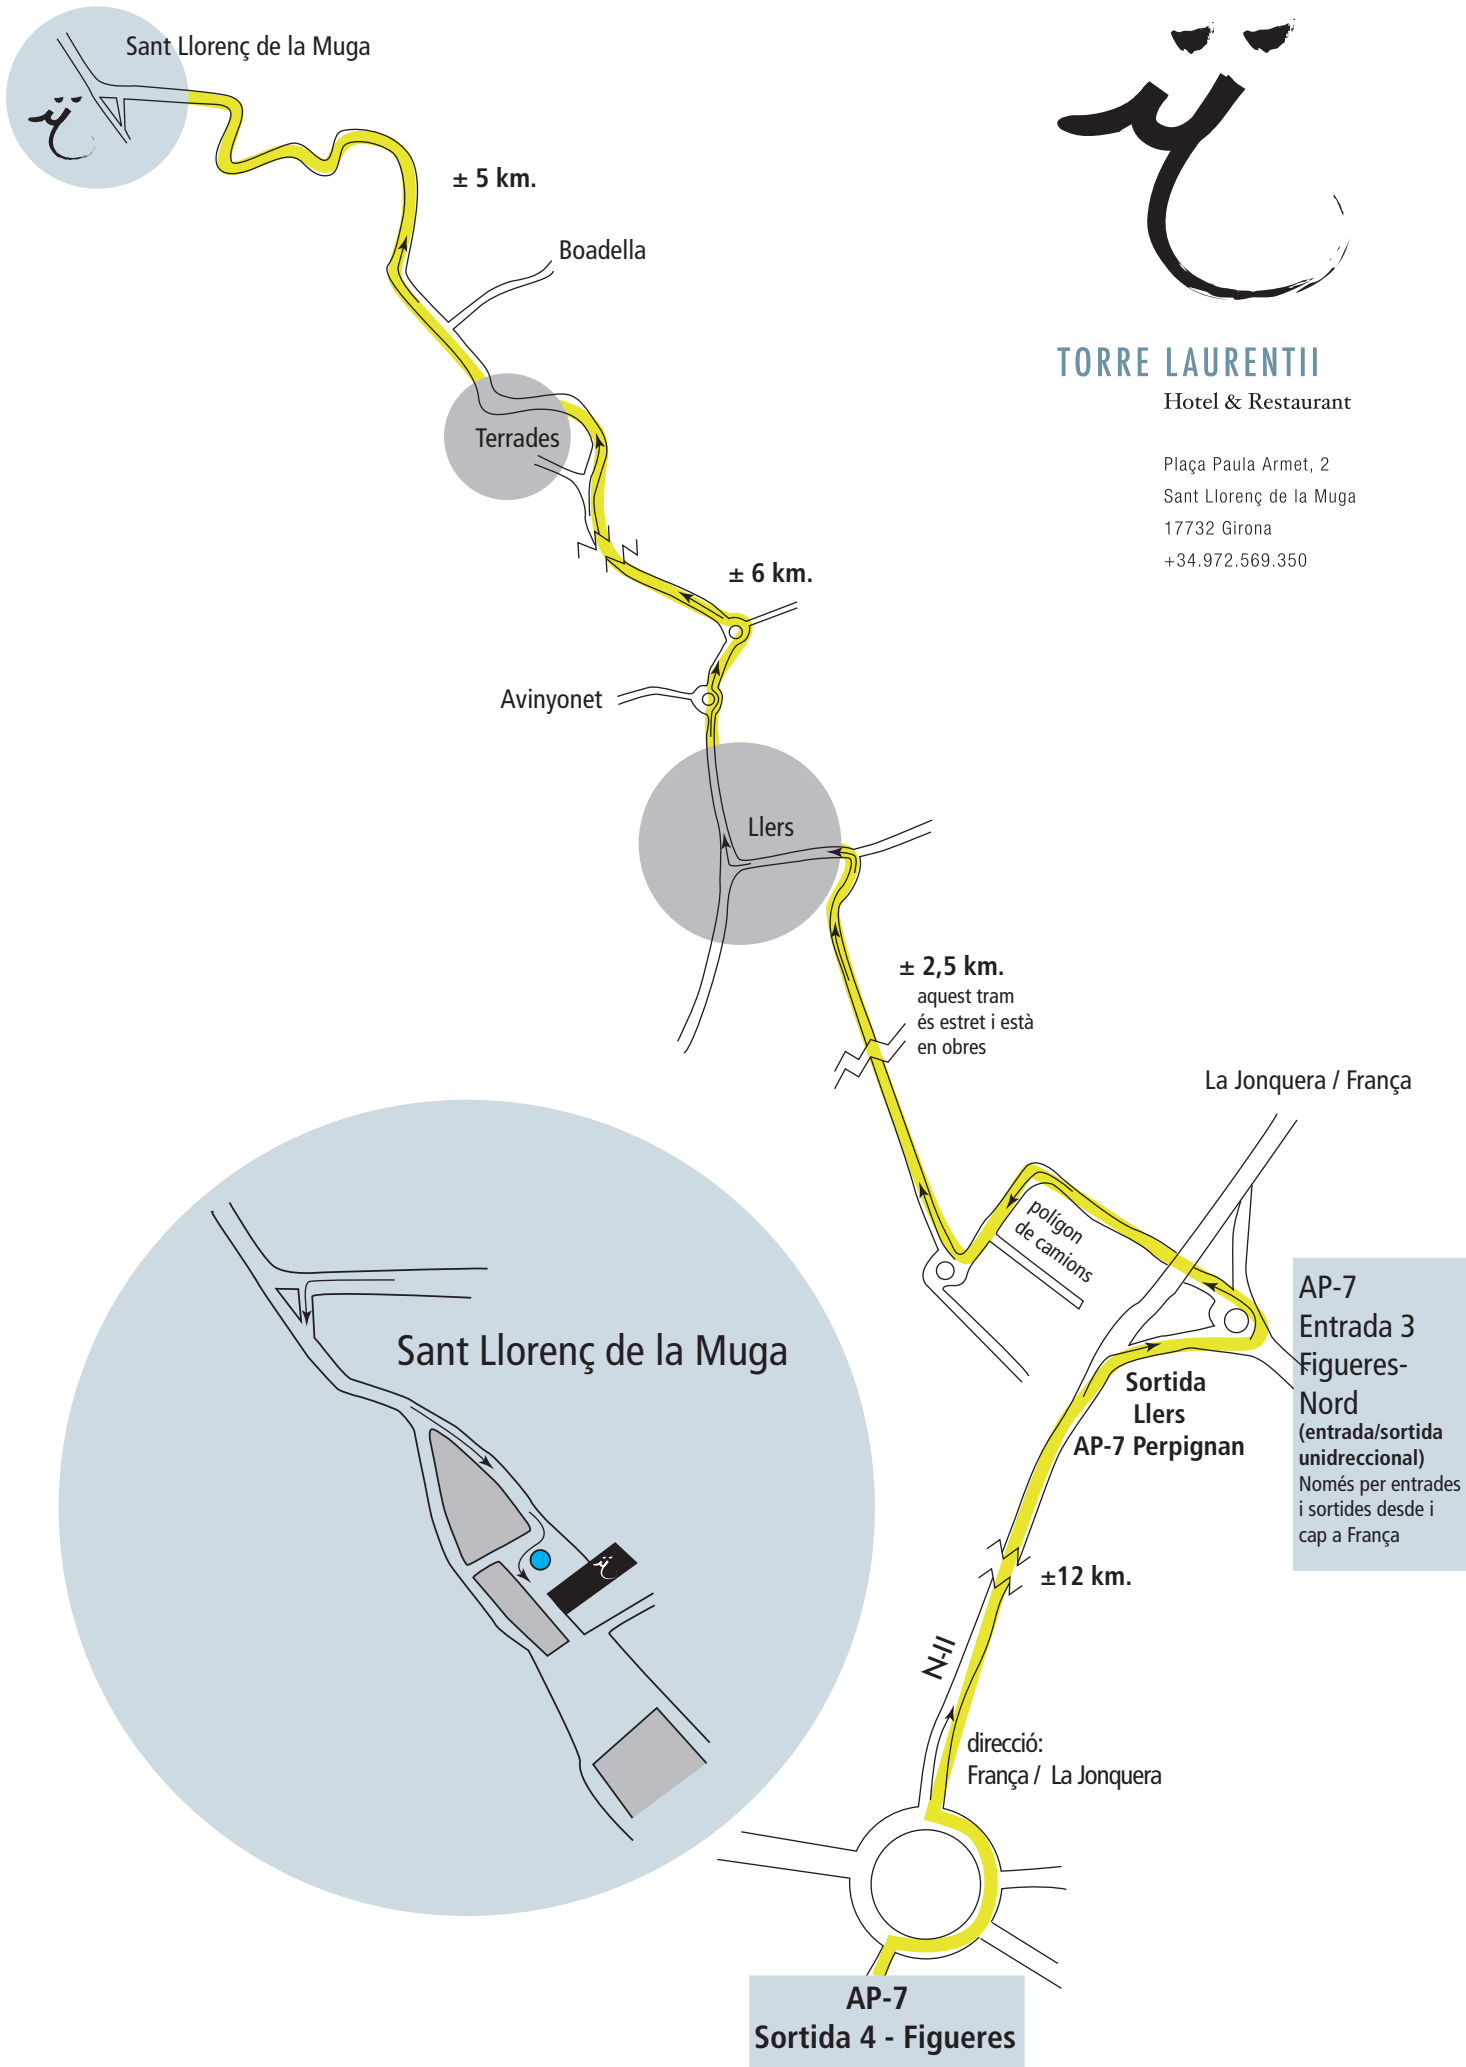 Sant Llorenç de la Muga
± 5 km.
Boadella
TORRE LAURENTII
Hotel & Restaurant
Terrades
Plaça Paula Armet, 2
Sant Llorenç de la Muga
17732 Girona
+34.972.569.350
± 6 km.
Avinyonet
Llers
± 2,5 km.
aquest tram
és estret i està
en obres
La Jonquera / França
polígon
de camions
AP-7
Entrada 3
Figueres-
Nord
(entrada/sortida
unidreccional)
Només per entrades
i sortides desde i
cap a França
Sant Llorenç de la Muga
Sortida
Llers
AP-7 Perpignan
±12 km.
N-II
direcció:
França / La Jonquera
AP-7
Sortida 4 - Figueres